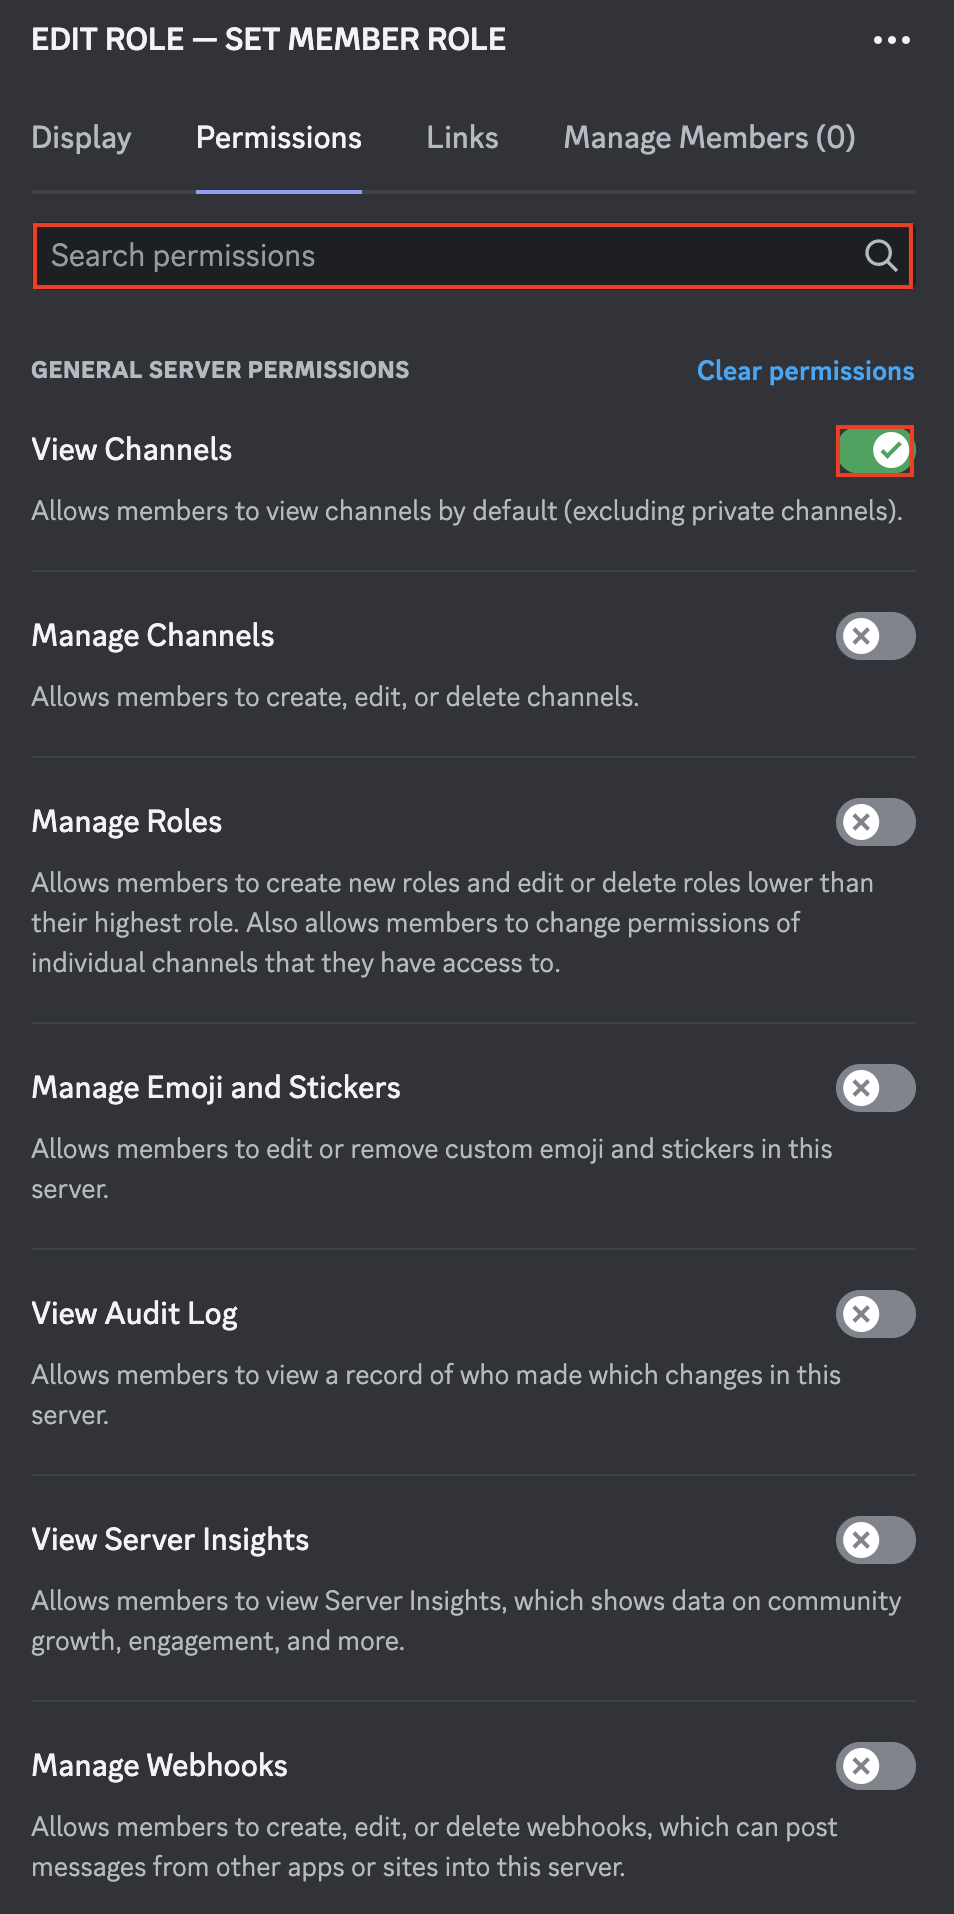 EDIT ROLE — SET MEMBER ROLE
Display Permissions Links Manage Members (0)
Search permissions
GENERAL SERVER PERMISSIONS Clear permissions
View Channels
Allows members to view channels by default (excluding private channels).
Manage Channels
Allows members to create, edit, or delete channels.
Manage Roles
Allows members to create new roles and edit or delete roles lower than
their highest role. Also allows members to change permissions of
individual channels that they have access to.
Manage Emoji and Stickers
Allows members to edit or remove custom emoji and stickers in this
server.
View Audit Log
Allows members to view a record of who made which changes in this
server.
View Server Insights
Allows members to view Server Insights, which shows data on community
growth, engagement, and more.
Manage Webhooks
Allows members to create, edit, or delete webhooks, which can post
messages from other apps or sites into this server.